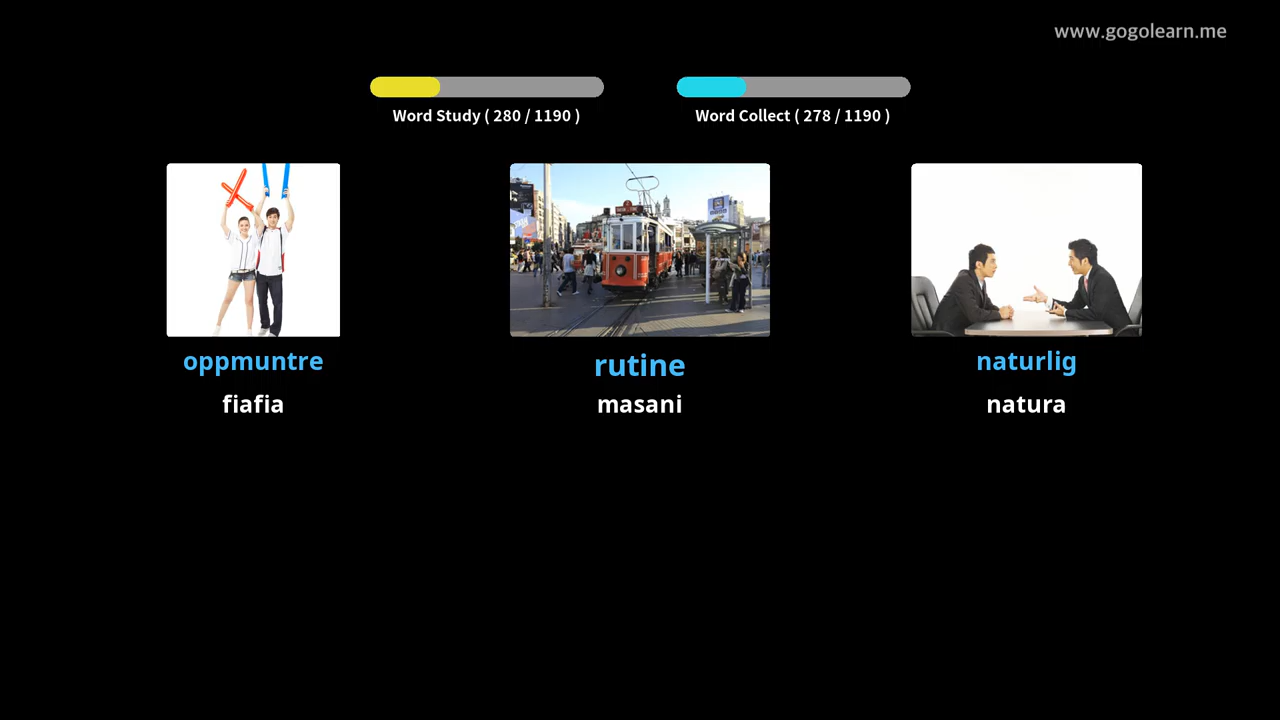 www.gogolearn.me
Word Study ( 280 / 1190 )
Word Collect ( 278 / 1190 )
oppmuntre
rutine
naturlig
fiafia
masani
natura